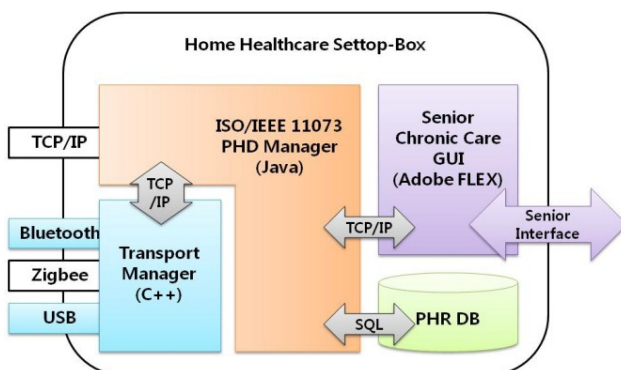 Home Healthcare Settop-Box
TCP/IP
ISO/IEEE 11073
PHD Manager
(Java)
Senior
Chronic Care
GUI
(Adobe FLEX)
TCP
/IP
Bluetooth
Zigbee
USB
Transport
Manager
(C++)
TCP/IP
Senior
Interface
SQL
PHR DB